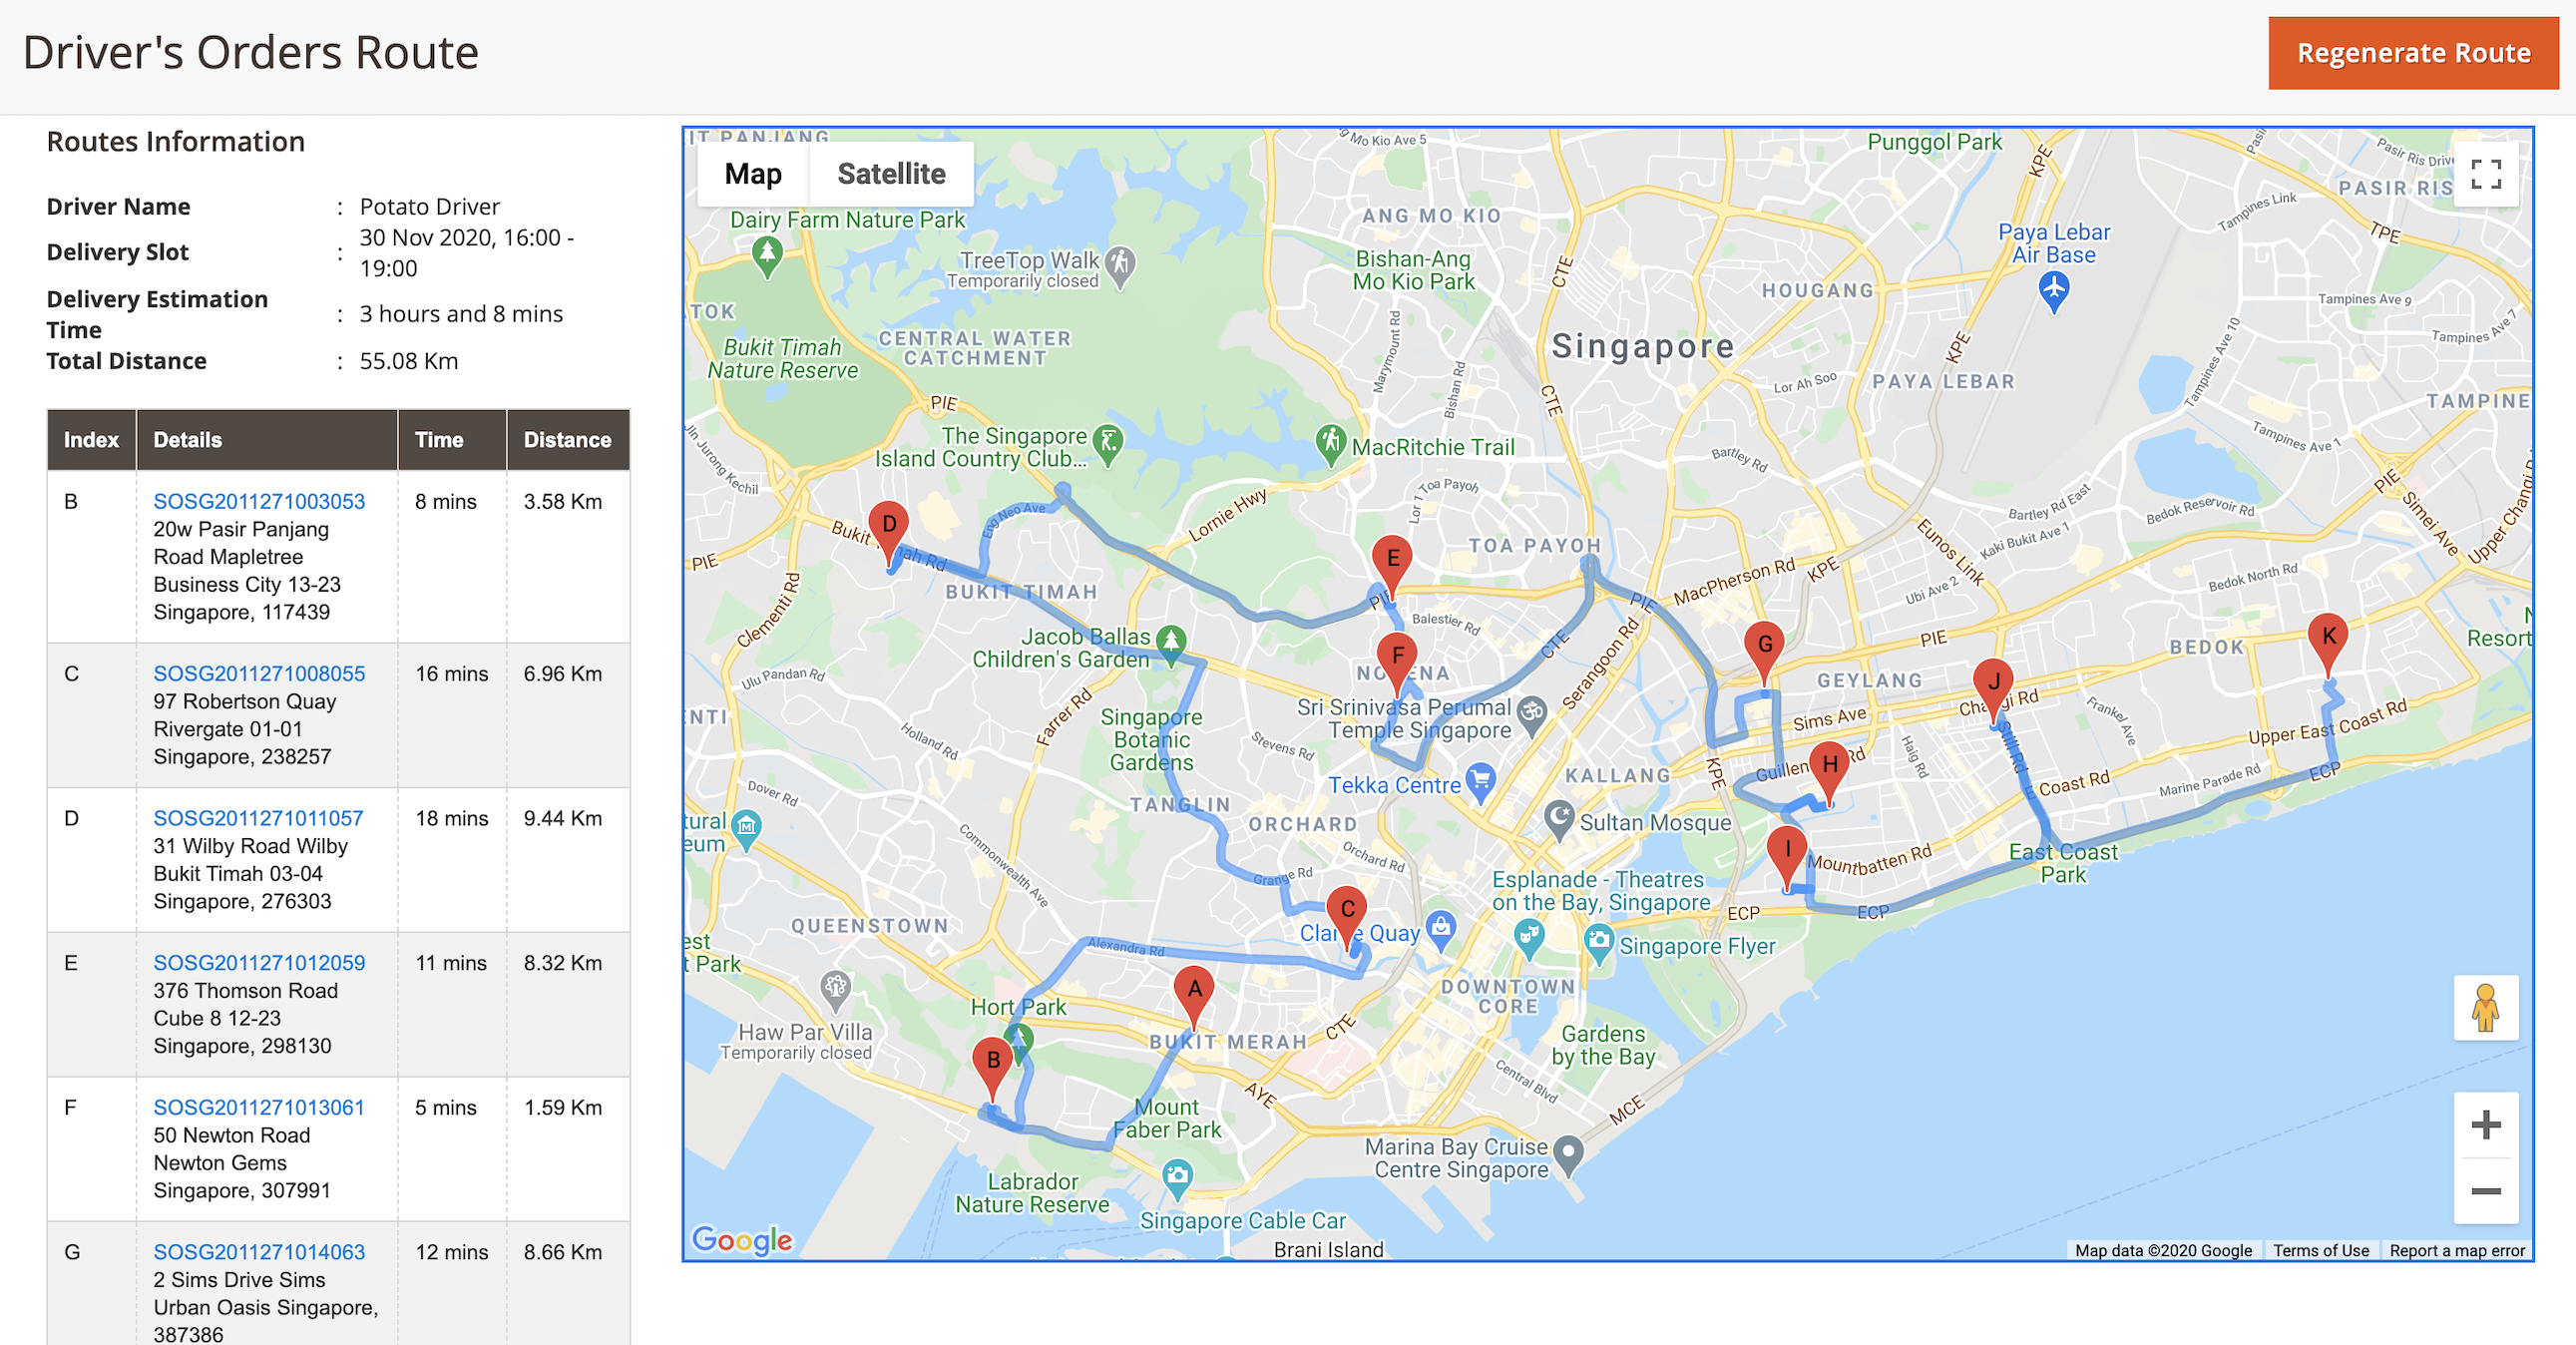 Driver's Orders Route
Regenerate Route
Routes Information
Driver Name : Potato Driver
Delivery Slot : 30 Nov 2020, 16:00 -
19:00
Delivery Estimation
Time : 3 hours and 8 mins
Total Distance : 55.08 Km
Index Details Time Distance
B SOSG2011271003053 8 mins 3.58 Km
20w Pasir Panjang
Road Mapletree
Business City 13-23
Singapore, 117439
C SOSG2011271008055 16 mins 6.96 Km
97 Robertson Quay
Rivergate 01-01
Singapore, 238257
D SOSG2011271011057 18 mins 9.44 Km
31 Wilby Road Wilby
Bukit Timah 03-04
Singapore, 276303
E SOSG2011271012059 11 mins 8.32 Km
376 Thomson Road
Cube 8 12-23
Singapore, 298130
F SOSG2011271013061 5 mins 1.59 Km
50 Newton Road
Newton Gems
Singapore, 307991
G SOSG2011271014063 12 mins 8.66 Km
2 Sims Drive Sims
Urban Oasis Singapore,
387386
Map Satellite
IT PANJANG
Mo Kio Ave 5
Punggol Park
KPE
Pasir Ris Drive
PASIR RIS
Dairy Farm Nature Park
ANG MO KIO
Tampines Link
TPE
Paya Lebar
Air Base
TreeTop Walk
Temporarily closed
Bishan-Ang
Mo Kio Park
CTE
HOUGANG
Tampines Ave 9
Tampines Ave 7
Tampines Ave 10
TOK
Bukit Timah
Nature Reserve
CENTRAL WATER
CATCHMENT
Marymount Rd
Bishan Rd
Singapore
KPE
Lor Ah Soo
PAYA LEBAR
CTE
TAMPINE
PIE
Jln Jurong Kechil
The Singapore
Island Country Club...
MacRitchie Trail
Bartley Rd
Tampines Ave 1
PIE
Simei Ave
Upper Changi
Lor 1 Toa Payoh
Lornie Hwy
Bartley Rd East
Bedok Reservoir Rd
D
Eng Neo Ave
Kaki Bukit Ave 1
Eunos Link
TOA PAYOH
E
PIE
MacPherson Rd
KPE
Ubi Ave 2
Bedok North Rd
BUKIT TIMAH
PIE
PIE
Clementi Rd
Balestier Rd
Jacob Ballas
Children's Garden
F
CTE
Serangoon Rd
G
PIE
BEDOK
K
Resort
Ulu Pandan Rd
ENTI
Farrer Rd
GEYLANG
J
Sri Srinivasa Perumal
Temple Singapore
Sims Ave
Frankel Ave
Upper East Coast Rd
Singapore
Botanic
Gardens
Holland Rd
Stevens Rd
Haig Rd
Still Rd
Tekka Centre
KALLANG
KPE
H
Coast Rd
Marine Parade Rd
ECP
Dover Rd
TANGLIN
ORCHARD
Sultan Mosque
tural
eum
Commonwealth Ave
Orchard Rd
I
Mountbatten Rd
East Coast
Park
Grange Rd
Esplanade - Theatres
on the Bay, Singapore
ECP
ECP
QUEENSTOWN
C
Clarke Quay
Singapore Flyer
est
t Park
Alexandra Rd
A
DOWNTOWN
CORE
Hort Park
CTE
Haw Par Villa
Temporarily closed
BUKIT MERAH
Gardens
by the Bay
B
AYE
Central Blvd
MCE
Mount
Faber Park
Marina Bay Cruise
Centre Singapore
Labrador
Nature Reserve
Singapore Cable Car
Brani Island
Google
Map data ©2020 Google Terms of Use Report a map error